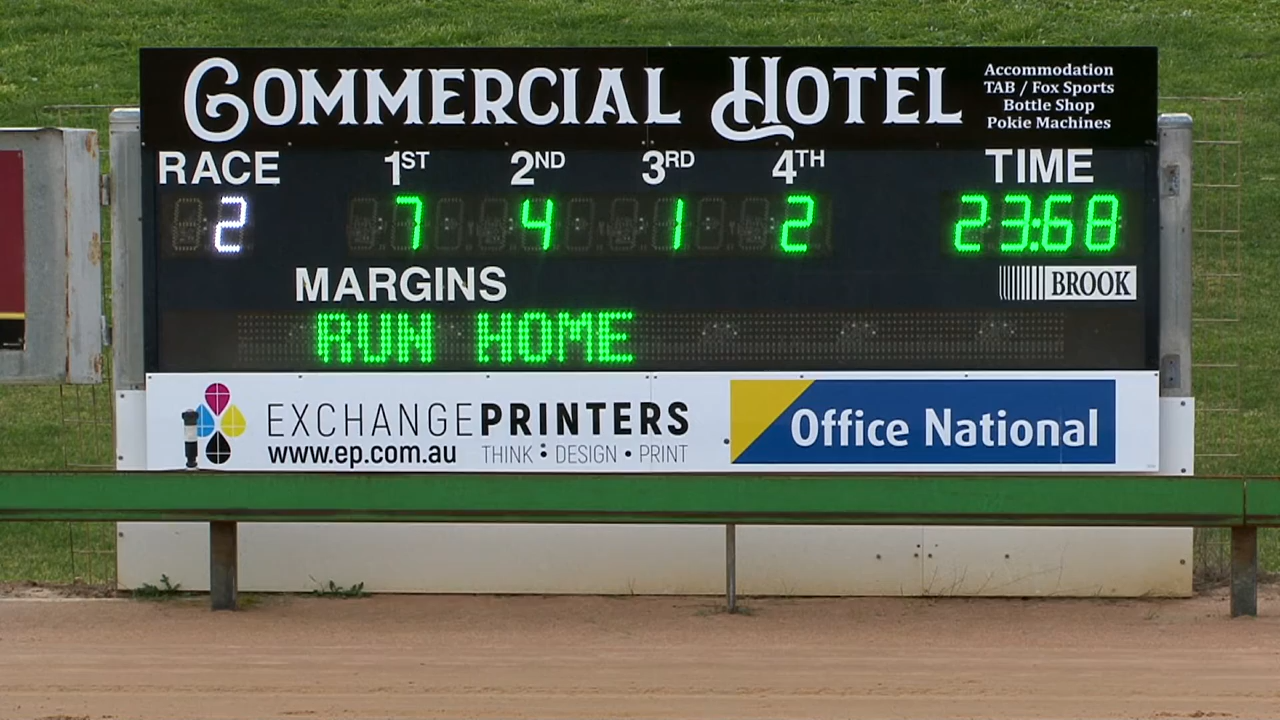 COMMERCIAL HOTEL
Accommodation
TAB / Fox Sports
Bottle Shop
Pokie Machines
RACE 1ST 2ND 3RD 4TH TIME
2 7 4 1 2 23:68
MARGINS
BROOK
RUN HOME
EXCHANGEPRINTERS
www.ep.com.au THINK : DESIGN • PRINT
Office National